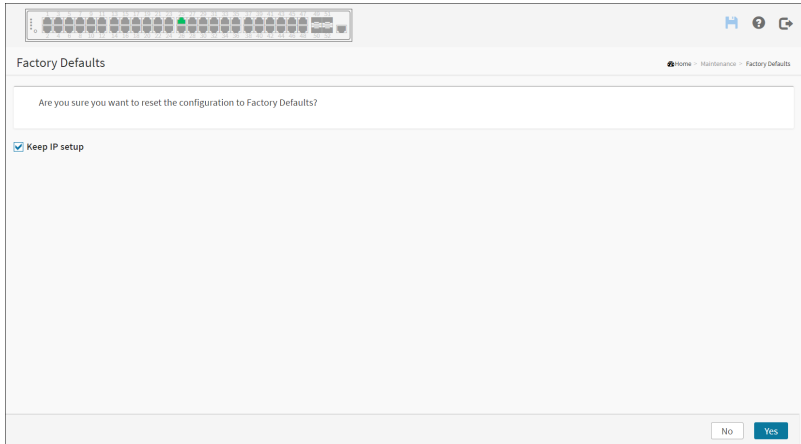 Factory Defaults
Home > Maintenance > Factory Defaults
Are you sure you want to reset the configuration to Factory Defaults?
Keep IP setup
No
Yes